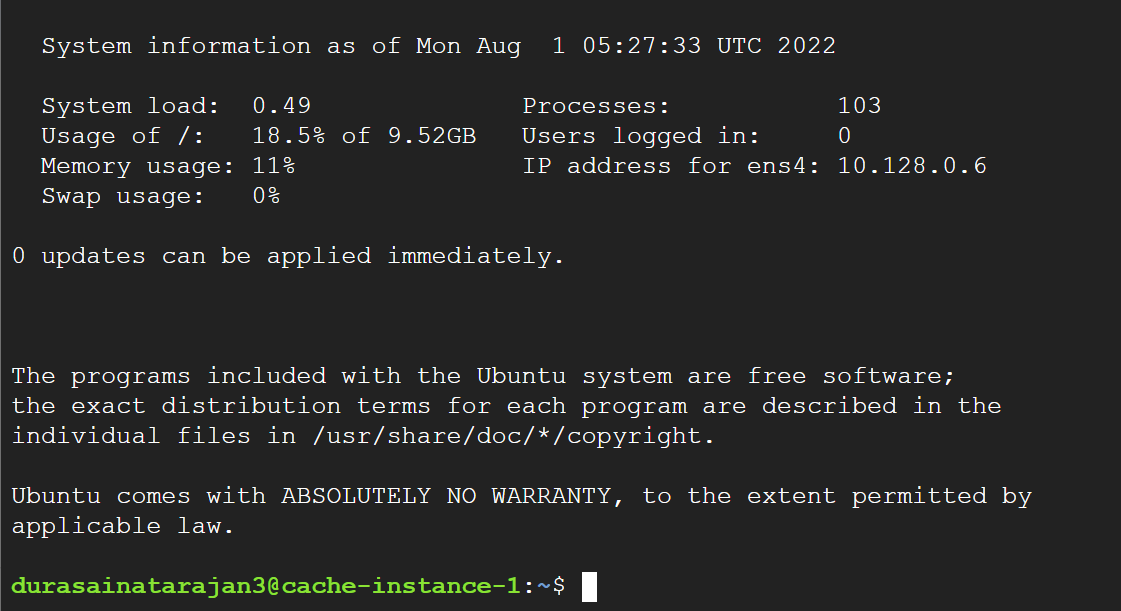 System information as of Mon Aug  1 05:27:33 UTC 2022
System load:  0.49              Processes:           103
Usage of /:   18.5% of 9.52GB   Users logged in:     0
Memory usage: 11%               IP address for ens4: 10.128.0.6
Swap usage:   0%
0 updates can be applied immediately.
The programs included with the Ubuntu system are free software;
the exact distribution terms for each program are described in the
individual files in /usr/share/doc/*/copyright.
Ubuntu comes with ABSOLUTELY NO WARRANTY, to the extent permitted by
applicable law.
durasainatarajan3@cache-instance-1:~$